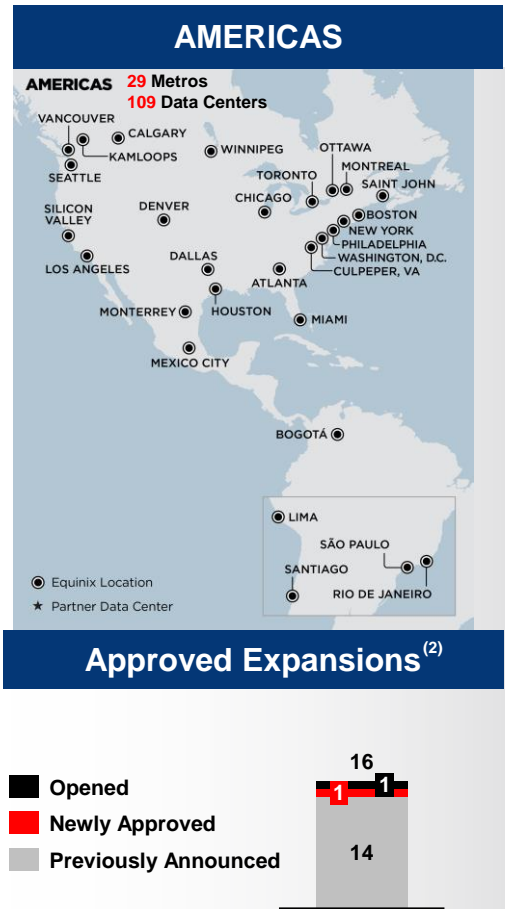 AMERICAS
AMERICAS 29 Metros
109 Data Centers
VANCOUVER
CALGARY
KAMLOOPS
WINNIPEG
OTTAWA
MONTREAL
SEATTLE
TORONTO
SAINT JOHN
CHICAGO
SILICON
VALLEY
DENVER
BOSTON
NEW YORK
PHILADELPHIA
WASHINGTON, D.C.
CULPEPER, VA
LOS ANGELES
DALLAS
ATLANTA
MONTERREY
HOUSTON
MIAMI
MEXICO CITY
BOGOTÁ
LIMA
SÃO PAULO
SANTIAGO
RIO DE JANEIRO
Equinix Location
Partner Data Center
Approved Expansions(2)
16
Opened
1
1
Newly Approved
Previously Announced
14